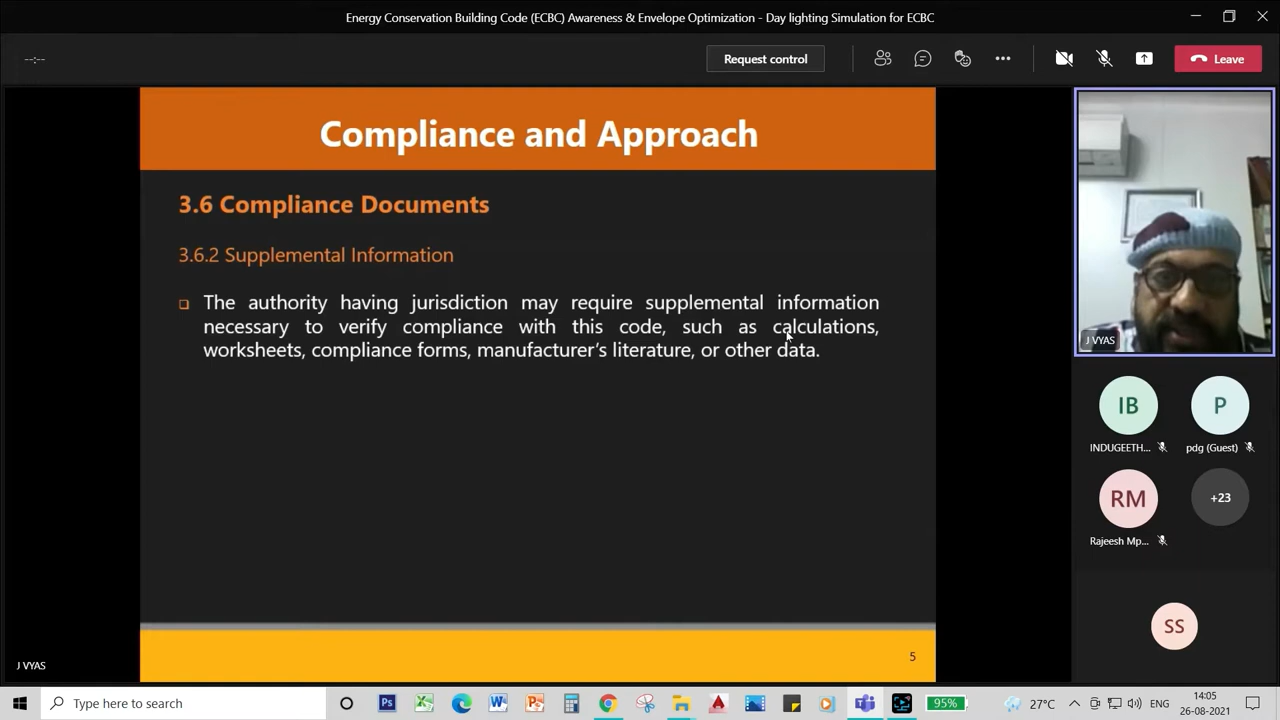 Energy Conservation Building Code (ECBC) Awareness & Envelope Optimization - Day lighting Simulation for ECBC
--:--
Request control
Leave
Compliance and Approach
3.6 Compliance Documents
3.6.2 Supplemental Information
The authority having jurisdiction may require supplemental information
necessary to verify compliance with this code, such as calculations,
worksheets, compliance forms, manufacturer's literature, or other data.
5
J VYAS
J VYAS
IB
P
INDUGEETH...
pdg (Guest)
RM
+23
Rajeesh Mp...
SS
Type here to search
Ps
95%
27°C
ENG
14:05
26-08-2021